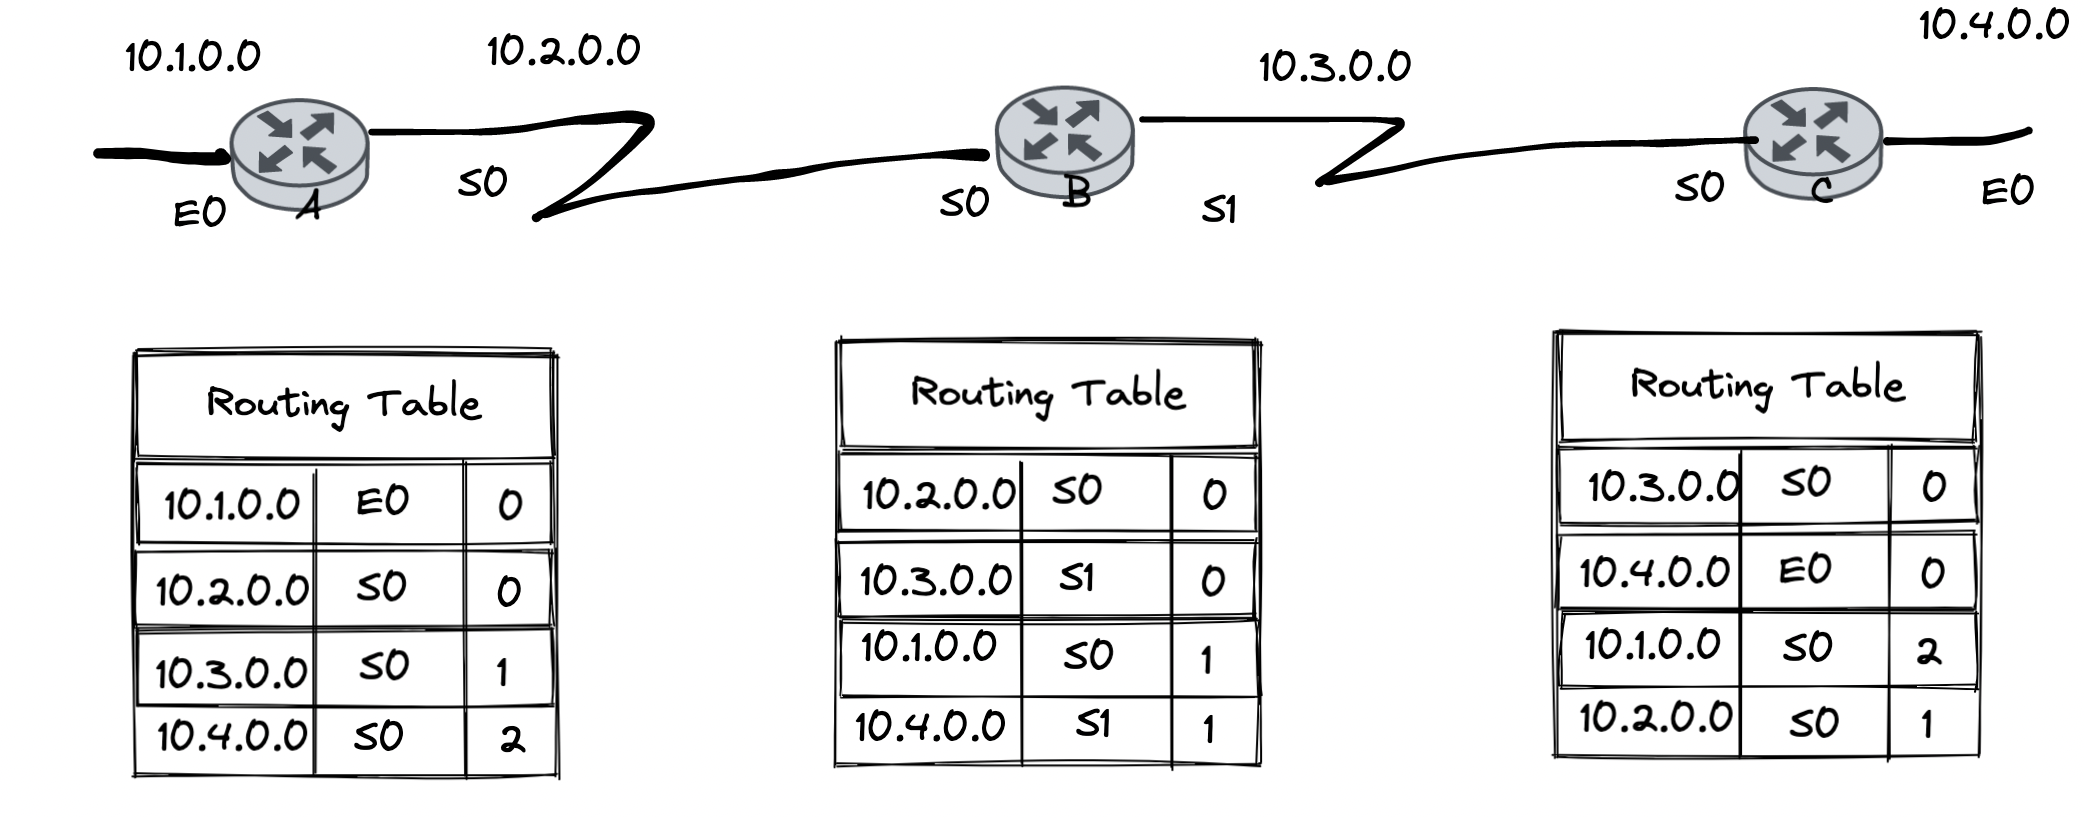 10.1.0.0
10.2.0.0
10.3.0.0
10.4.0.0
E0
A
S0
S0
B
S1
S0
C
E0
Routing Table
10.1.0.0 E0 0
10.2.0.0 S0 0
10.3.0.0 S0 1
10.4.0.0 S0 2
Routing Table
10.2.0.0 S0 0
10.3.0.0 S1 0
10.1.0.0 S0 1
10.4.0.0 S1 1
Routing Table
10.3.0.0 S0 0
10.4.0.0 E0 0
10.1.0.0 S0 2
10.2.0.0 S0 1